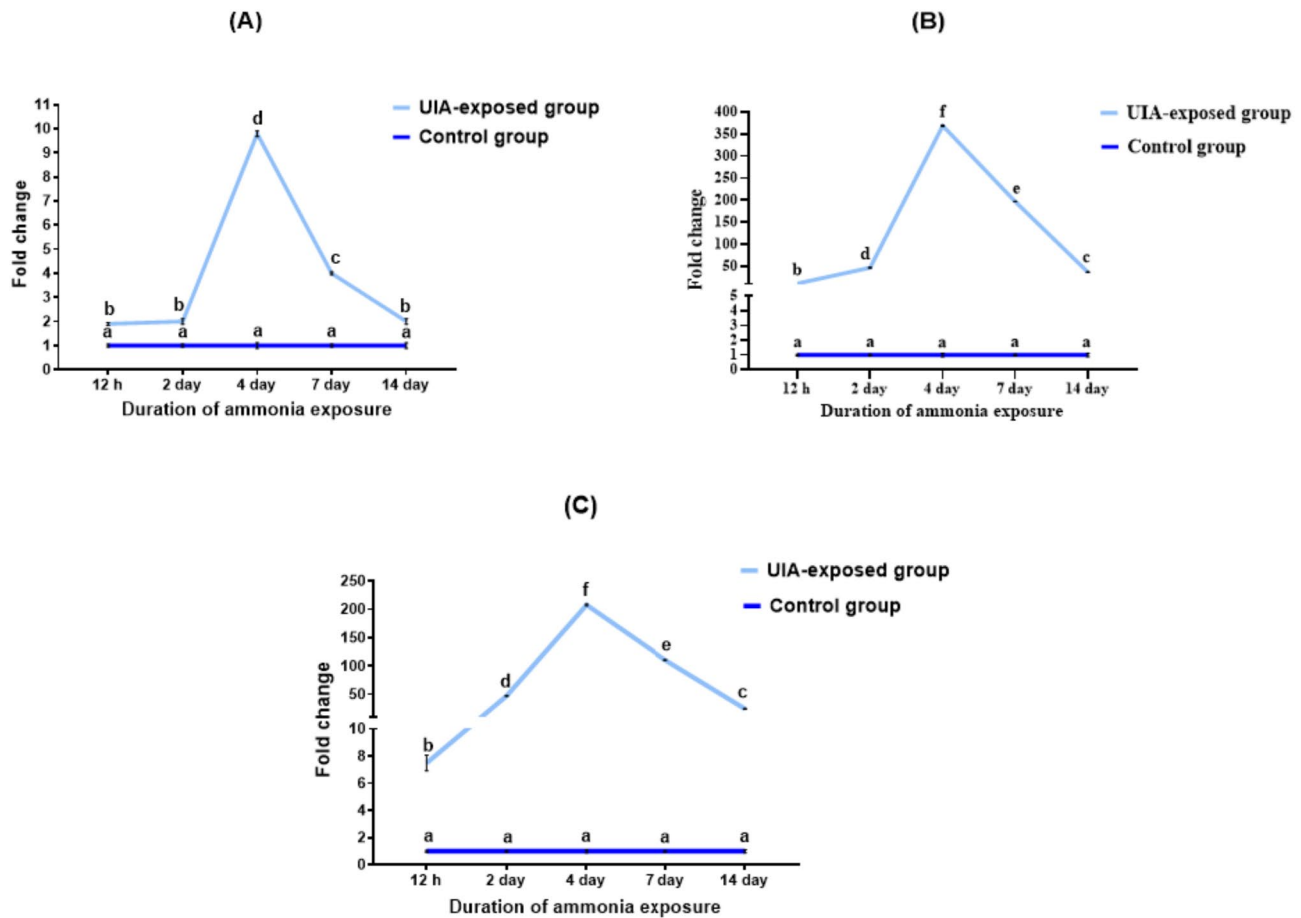 (A)
UIA-exposed group
Control group
Fold change
11
10
9
8
7
6
5
4
3
2
1
0
b
b
d
c
b
a
a
a
a
a
12 h
2 day
4 day
7 day
14 day
Duration of ammonia exposure
(B)
UIA-exposed group
Control group
Fold change
400
350
300
250
200
150
100
50
5
4
3
2
1
0
b
d
f
e
c
a
a
a
a
a
12 h
2 day
4 day
7 day
14 day
Duration of ammonia exposure
(C)
UIA-exposed group
Control group
Fold change
250
200
150
100
50
10
8
6
4
2
0
b
d
f
e
c
a
a
a
a
a
12 h
2 day
4 day
7 day
14 day
Duration of ammonia exposure